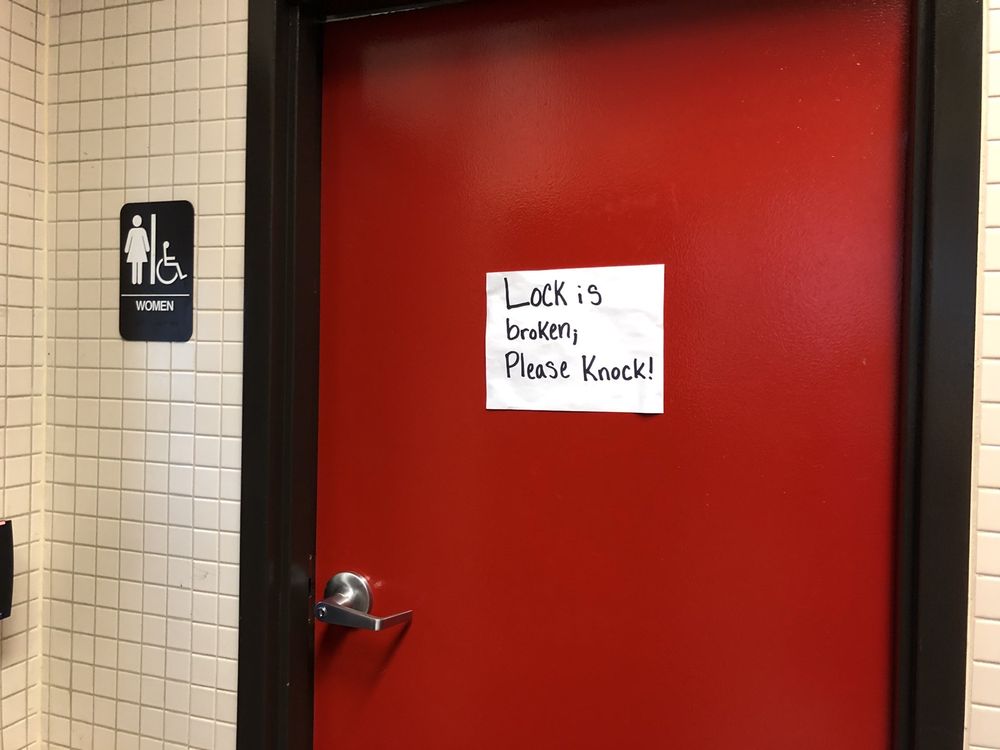 WOMEN
Lock is
broken;
Please Knock!